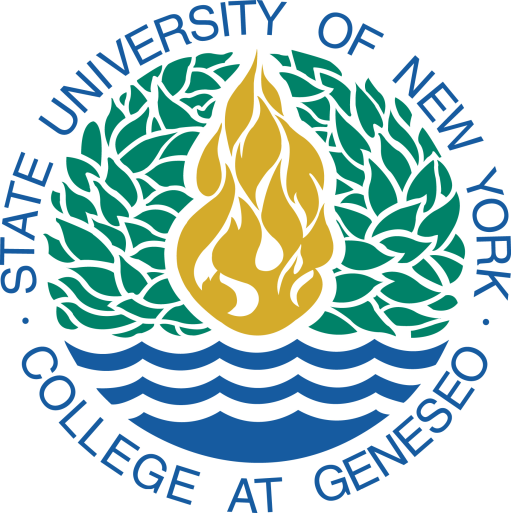 STATE UNIVERSITY OF NEW YORK
· COLLEGE AT GENESEO ·